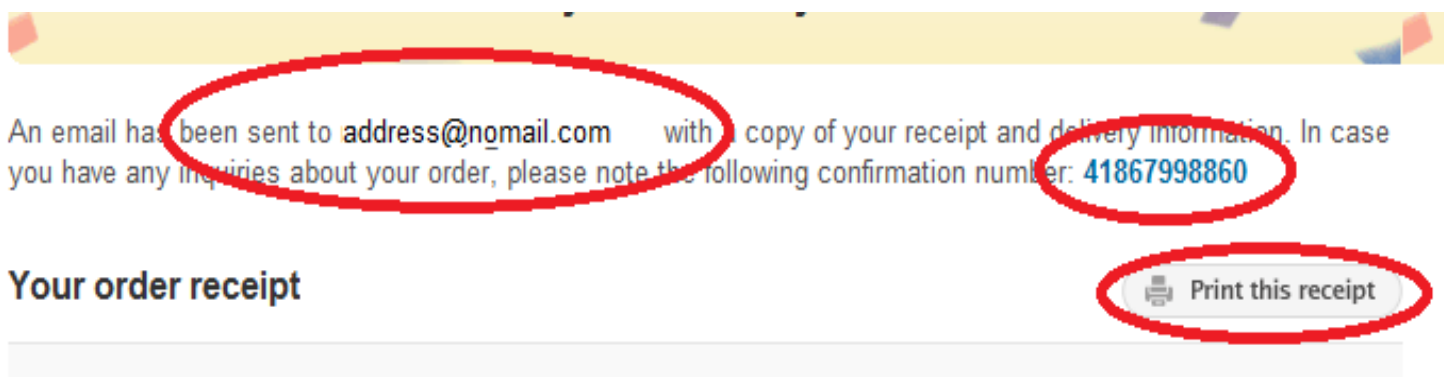 An email has been sent to address@nomail.com with a copy of your receipt and delivery information. In case
you have any inquiries about your order, please note the following confirmation number: 41867998860
Your order receipt
Print this receipt